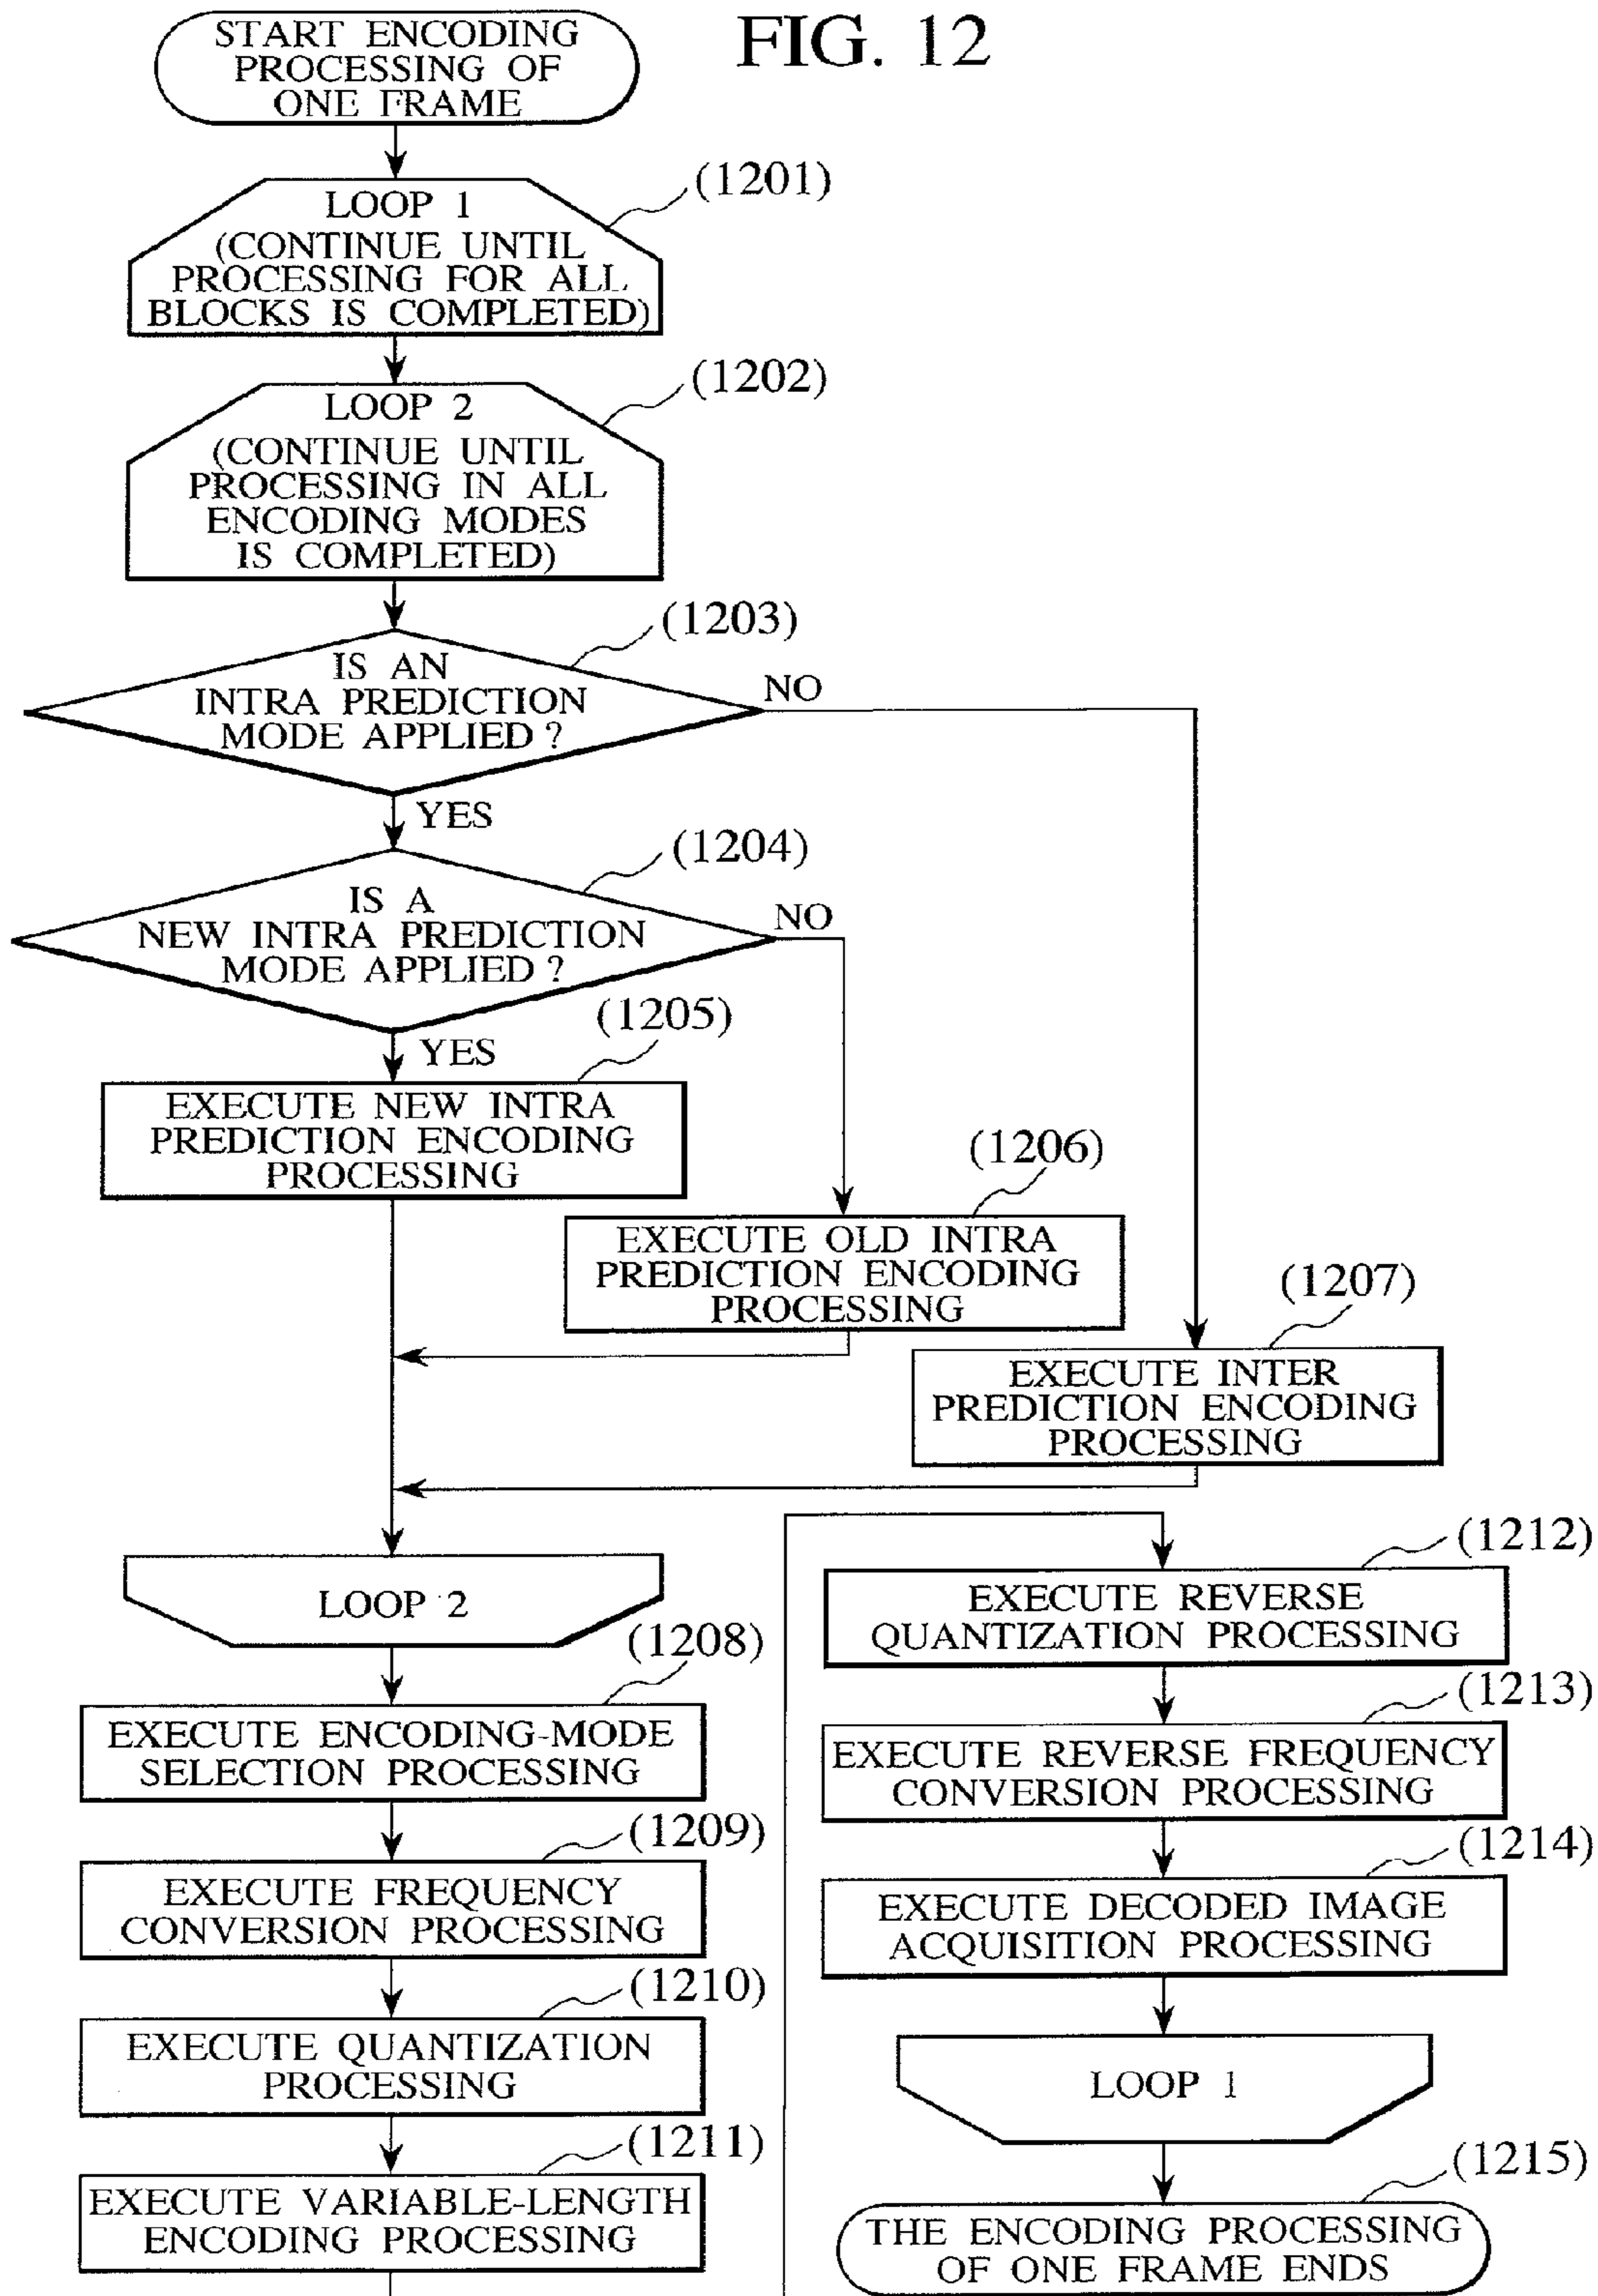 FIG. 12
START ENCODING
PROCESSING OF
ONE FRAME
(1201)
LOOP 1
(CONTINUE UNTIL
PROCESSING FOR ALL
BLOCKS IS COMPLETED)
(1202)
LOOP 2
(CONTINUE UNTIL
PROCESSING IN ALL
ENCODING MODES
IS COMPLETED)
(1203)
IS AN
INTRA PREDICTION
MODE APPLIED ?
NO
YES
(1204)
IS A
NEW INTRA PREDICTION
MODE APPLIED ?
NO
YES
(1205)
EXECUTE NEW INTRA
PREDICTION ENCODING
PROCESSING
(1206)
EXECUTE OLD INTRA
PREDICTION ENCODING
PROCESSING
(1207)
EXECUTE INTER
PREDICTION ENCODING
PROCESSING
LOOP 2
(1208)
EXECUTE ENCODING-MODE
SELECTION PROCESSING
(1209)
EXECUTE FREQUENCY
CONVERSION PROCESSING
(1210)
EXECUTE QUANTIZATION
PROCESSING
(1211)
EXECUTE VARIABLE-LENGTH
ENCODING PROCESSING
(1212)
EXECUTE REVERSE
QUANTIZATION PROCESSING
(1213)
EXECUTE REVERSE FREQUENCY
CONVERSION PROCESSING
(1214)
EXECUTE DECODED IMAGE
ACQUISITION PROCESSING
LOOP 1
(1215)
THE ENCODING PROCESSING
OF ONE FRAME ENDS